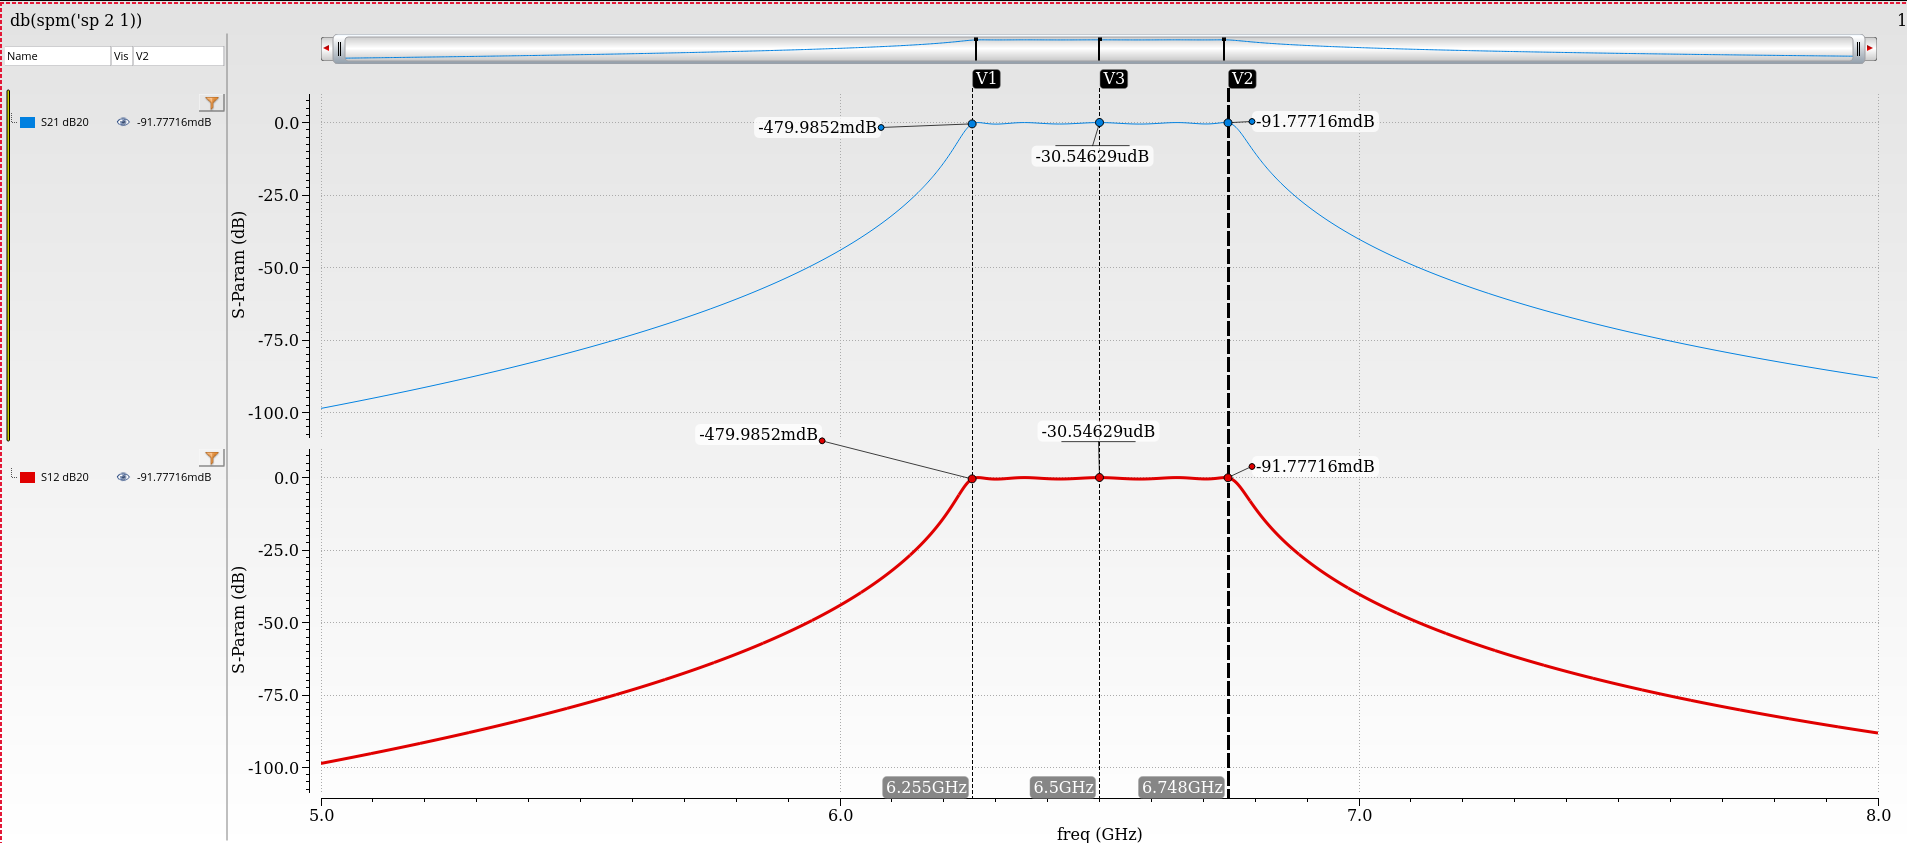 db(spm('sp 2 1))
1
Name Vis V2
S21 dB20 -91.77716mdB
S12 dB20 -91.77716mdB
V1 V3 V2
S-Param (dB)
0.0
-25.0
-50.0
-75.0
-100.0
-479.9852mdB
-30.54629udB
-91.77716mdB
S-Param (dB)
0.0
-25.0
-50.0
-75.0
-100.0
-479.9852mdB
-30.54629udB
-91.77716mdB
6.255GHz 6.5GHz 6.748GHz
5.0 6.0 7.0 8.0
freq (GHz)